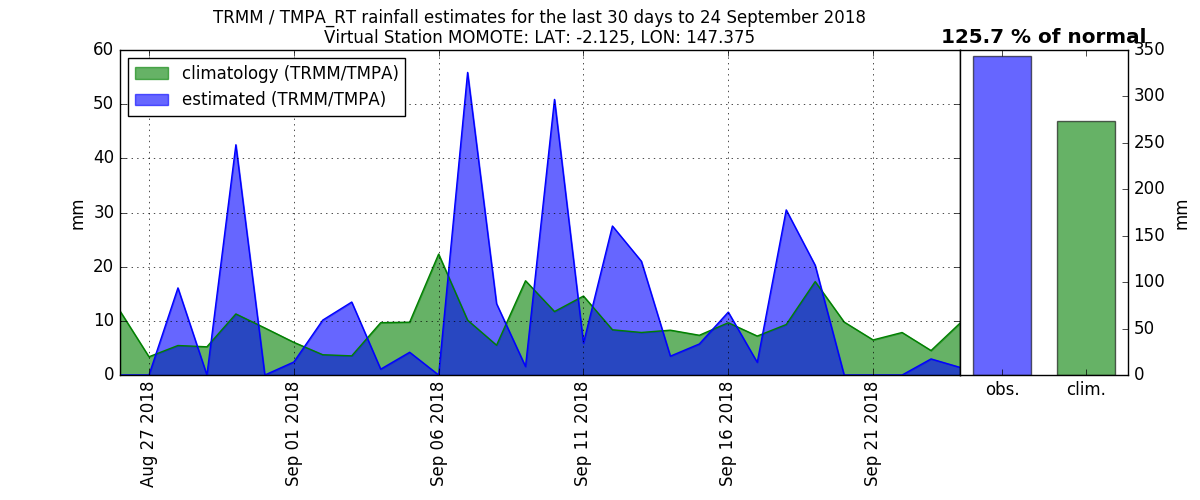 TRMM / TMPA_RT rainfall estimates for the last 30 days to 24 September 2018
Virtual Station MOMOTE: LAT: -2.125, LON: 147.375
125.7 % of normal
climatology (TRMM/TMPA)
estimated (TRMM/TMPA)
60
50
40
30
20
10
0
mm
Aug 27 2018
Sep 01 2018
Sep 06 2018
Sep 11 2018
Sep 16 2018
Sep 21 2018
350
300
250
200
150
100
50
0
mm
obs.
clim.